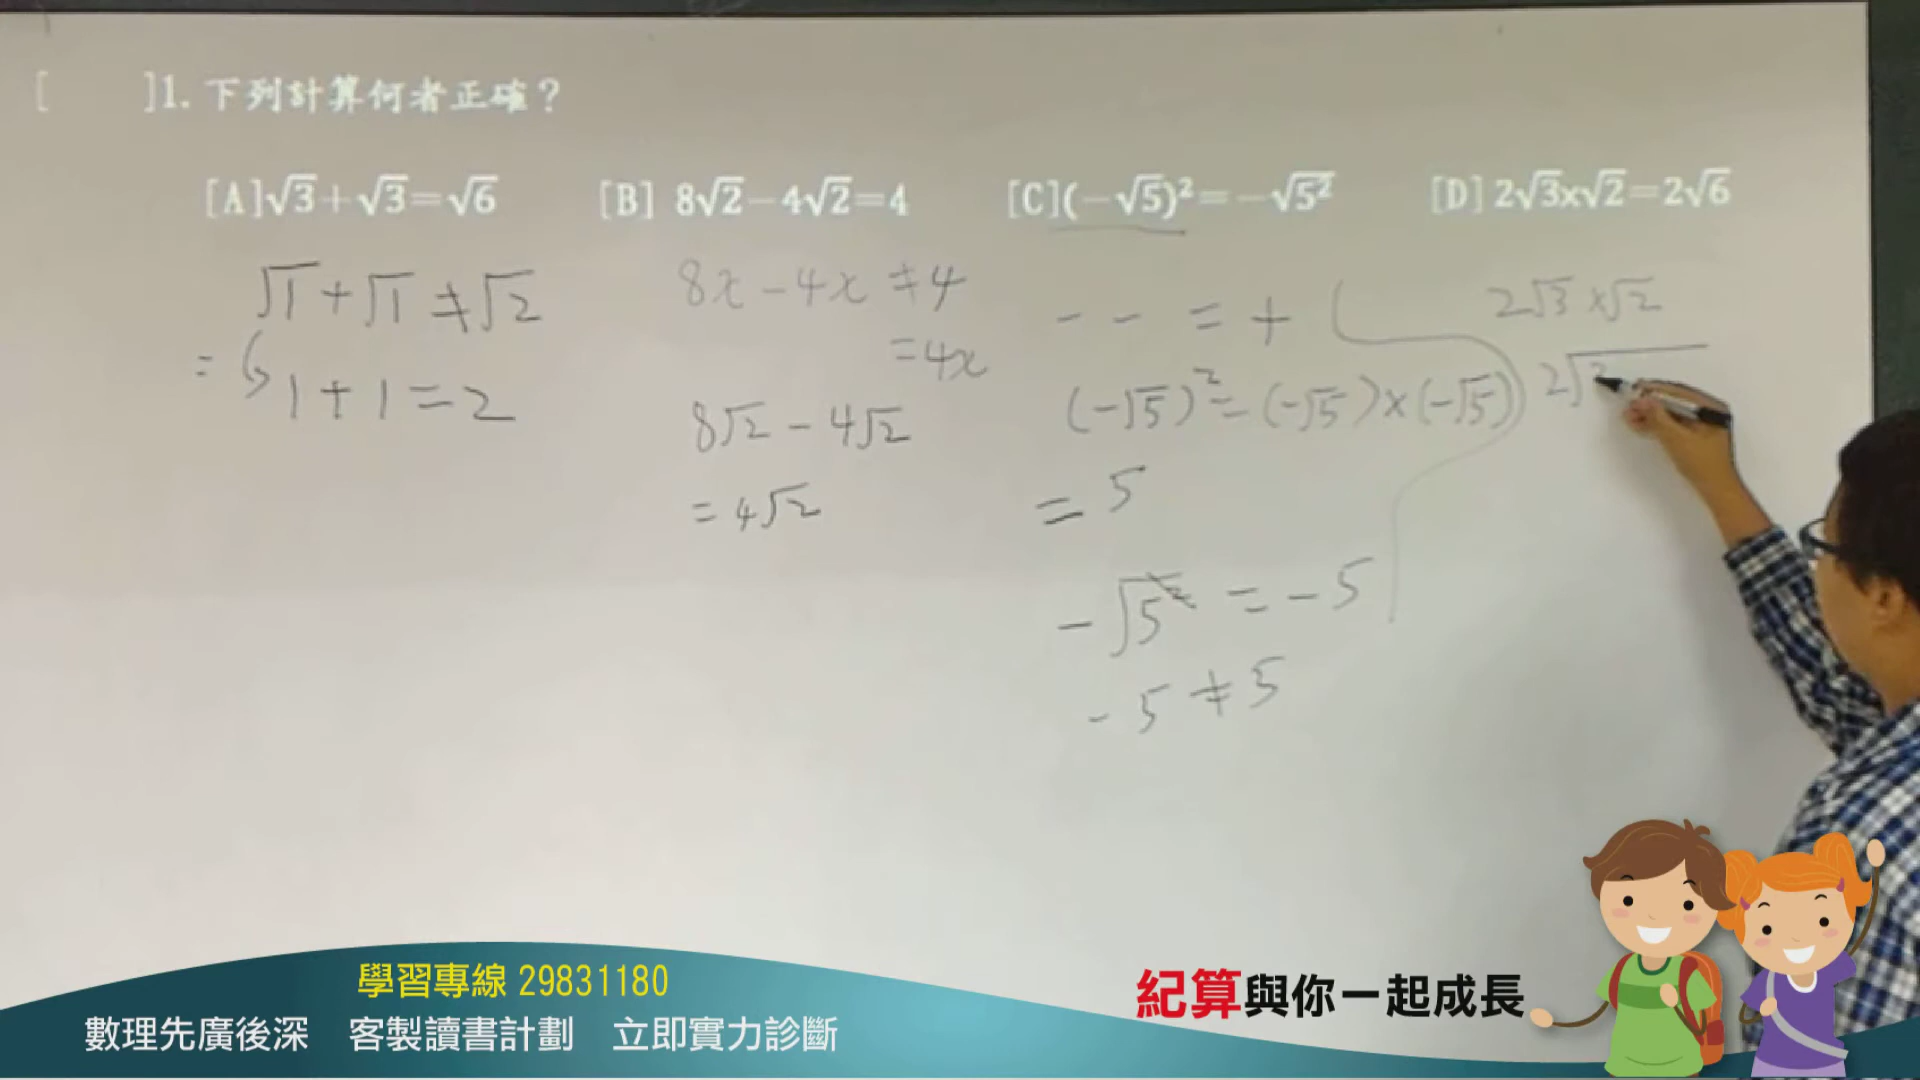 [ ]1.下列計算何者正確？
[A]√3+√3=√6 [B] 8√2-4√2=4 [C](-√5)²=-√5² [D]2√3x√2=2√6
√1+√1≠√2
1+1=2
8x-4x≠4
=4x
8√2-4√2
=4√2
- - = +
(-√5)²=(-√5)×(-√5)
=5
-√5²=-5
-5≠5
2√3×√2
2√3
學習專線 29831180
數理先廣後深 客製讀書計劃 立即實力診斷
紀算與你一起成長